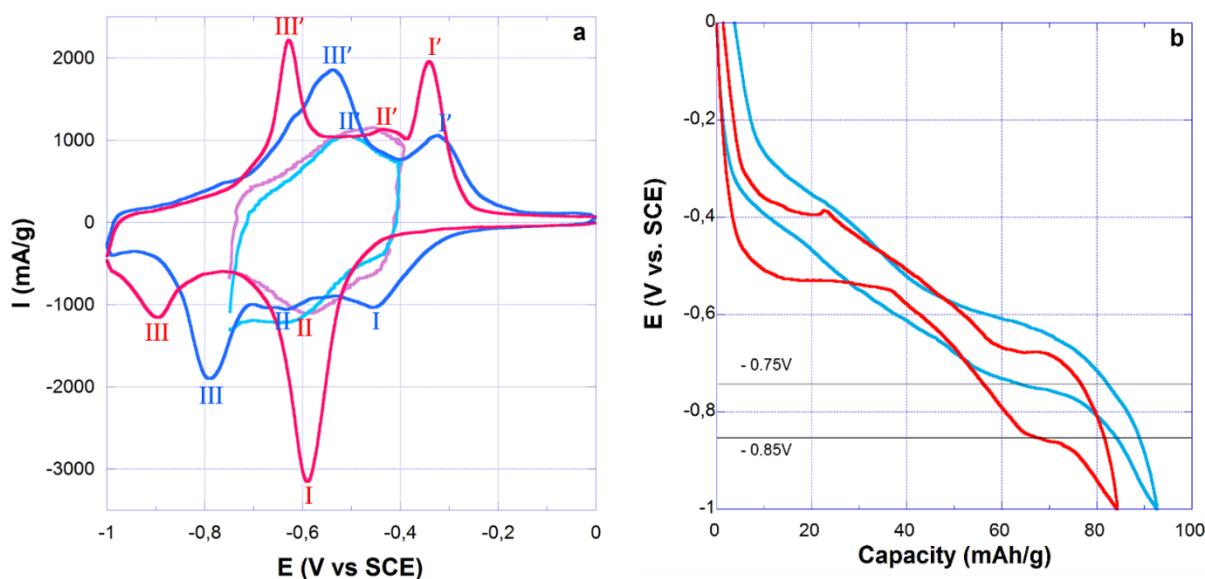 a
III’
I’
III’
II’
II’
I’
2000
1000
0
-1000
-2000
-3000
I (mA/g)
III
III
II
II
I
I
-1
-0,8
-0,6
-0,4
-0,2
0
E (V vs SCE)
b
0
-0,2
-0,4
-0,6
-0,8
-1
E (V vs. SCE)
- 0.75V
- 0.85V
0
20
40
60
80
100
Capacity (mAh/g)